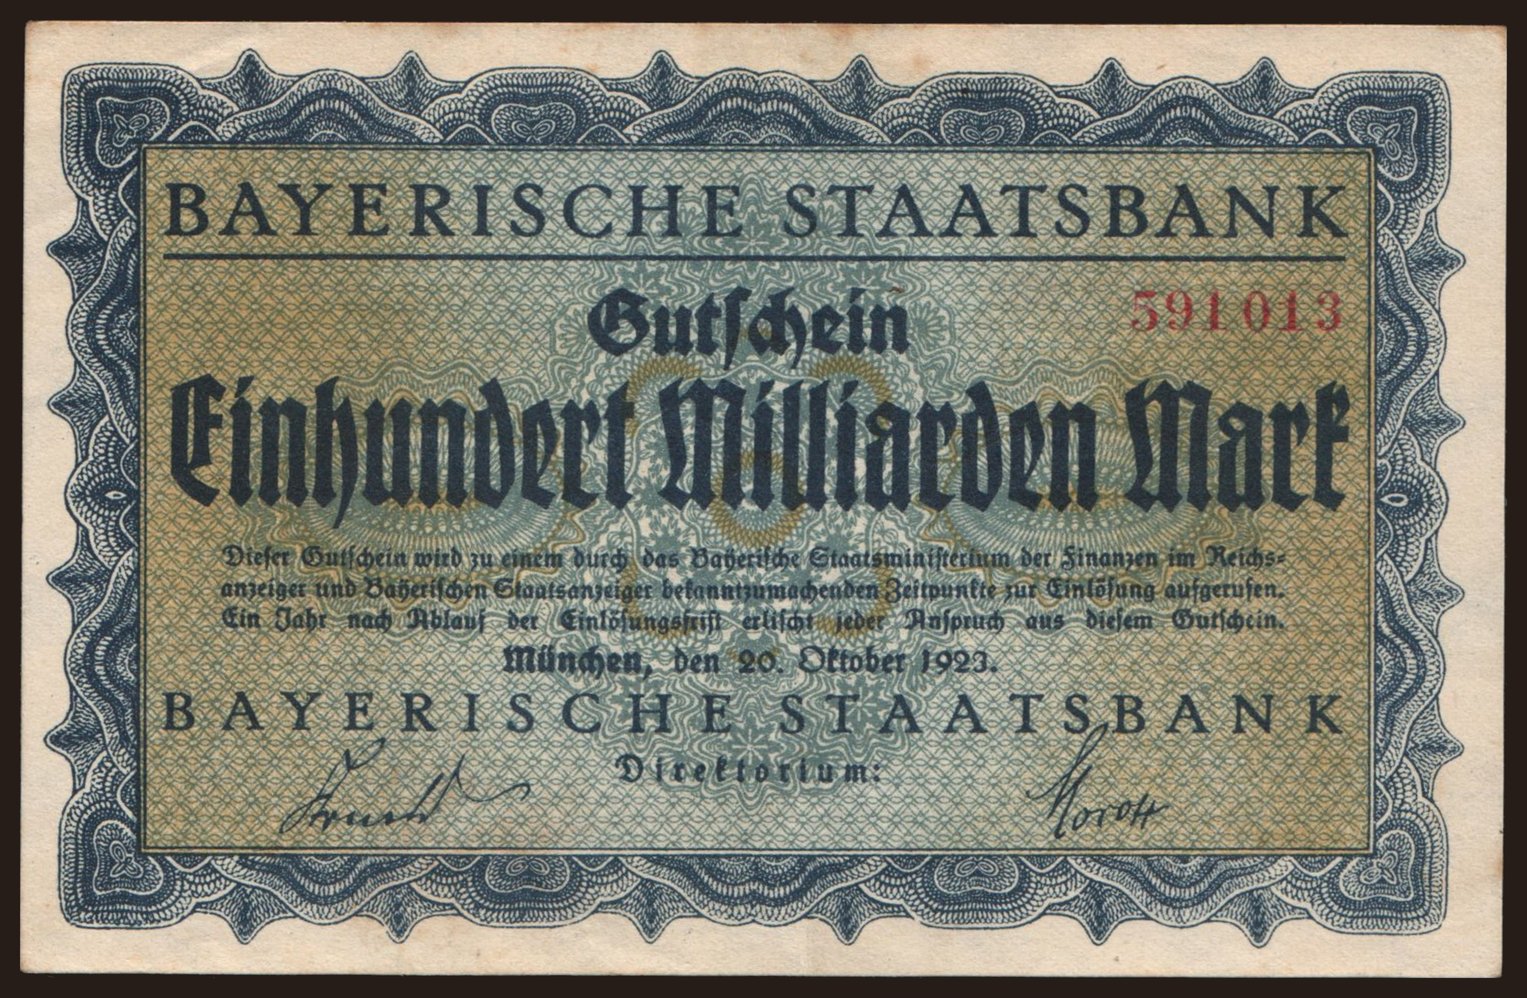 BAYERISCHE STAATSBANK
Gutschein
591013
Einhundert Milliarden Mark
Dieser Gutschein wird zu einem durch das Bayerische Staatsministerium der Finanzen im Reichs-
anzeiger und Bayerischen Staatsanzeiger bekanntzumachenden Zeitpunkte zur Einlösung aufgerufen.
Ein Jahr nach Ablauf der Einlösungsfrist erlischt jeder Anspruch aus diesem Gutschein.
München, den 20. Oktober 1923.
BAYERISCHE STAATSBANK
Direktorium: